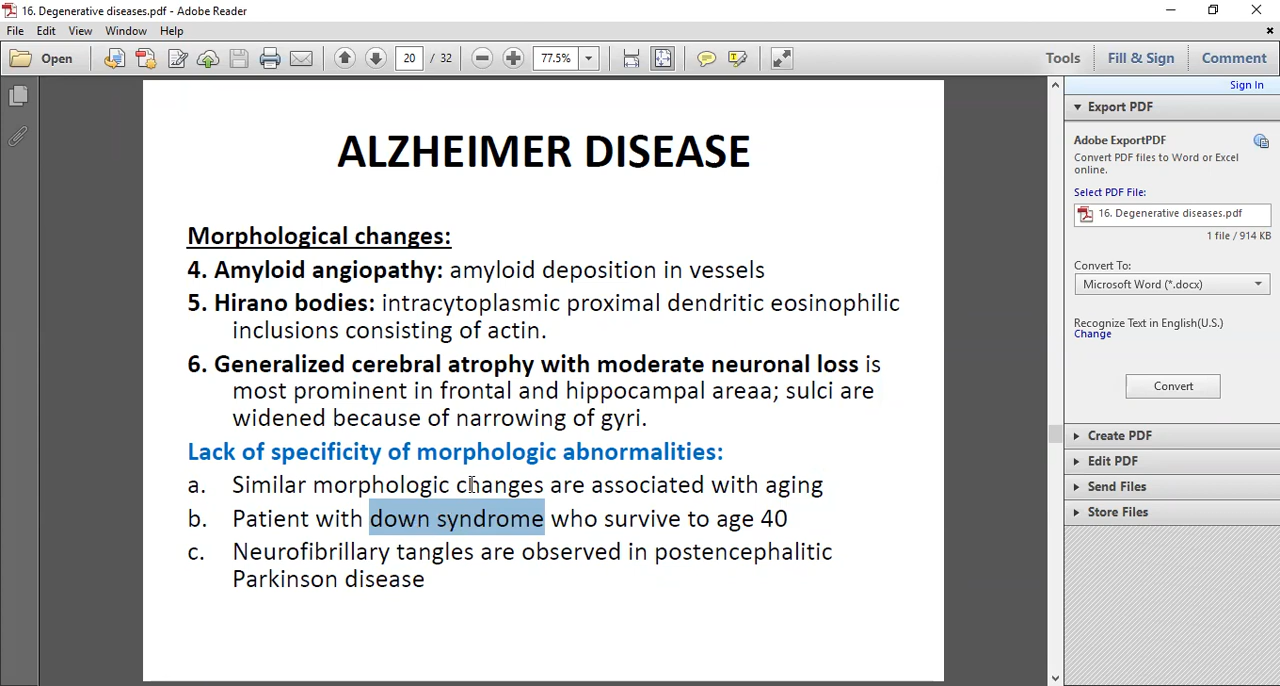 16. Degenerative diseases.pdf - Adobe Reader
File Edit View Window Help
Open 20 / 32 77.5% Tools Fill & Sign Comment
Sign In
Export PDF
Adobe ExportPDF
Convert PDF files to Word or Excel
online.
Select PDF File:
16. Degenerative diseases.pdf
1 file / 914 KB
Convert To:
Microsoft Word (*.docx)
Recognize Text in English(U.S.)
Change
Convert
Create PDF
Edit PDF
Send Files
Store Files
ALZHEIMER DISEASE
Morphological changes:
4. Amyloid angiopathy: amyloid deposition in vessels
5. Hirano bodies: intracytoplasmic proximal dendritic eosinophilic
inclusions consisting of actin.
6. Generalized cerebral atrophy with moderate neuronal loss is
most prominent in frontal and hippocampal areaa; sulci are
widened because of narrowing of gyri.
Lack of specificity of morphologic abnormalities:
a. Similar morphologic changes are associated with aging
b. Patient with down syndrome who survive to age 40
c. Neurofibrillary tangles are observed in postencephalitic
Parkinson disease